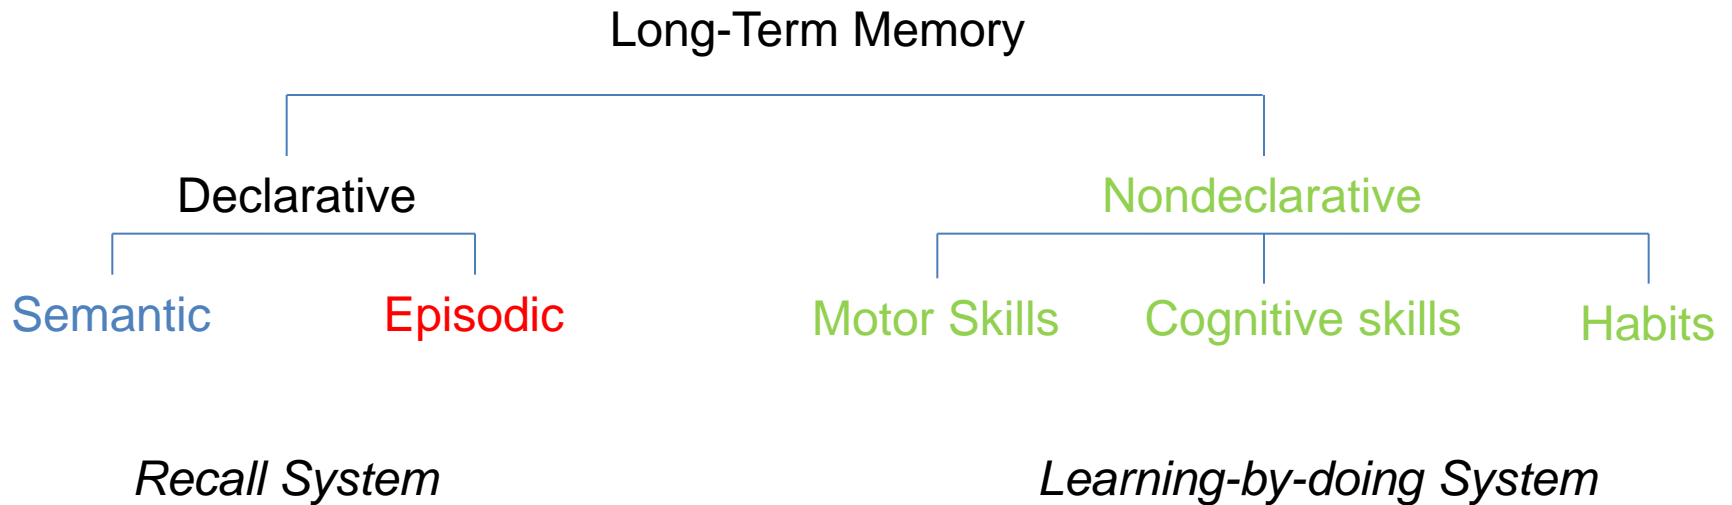 Long-Term Memory
Declarative
Nondeclarative
Semantic
Episodic
Motor Skills
Cognitive skills
Habits
Recall System
Learning-by-doing System